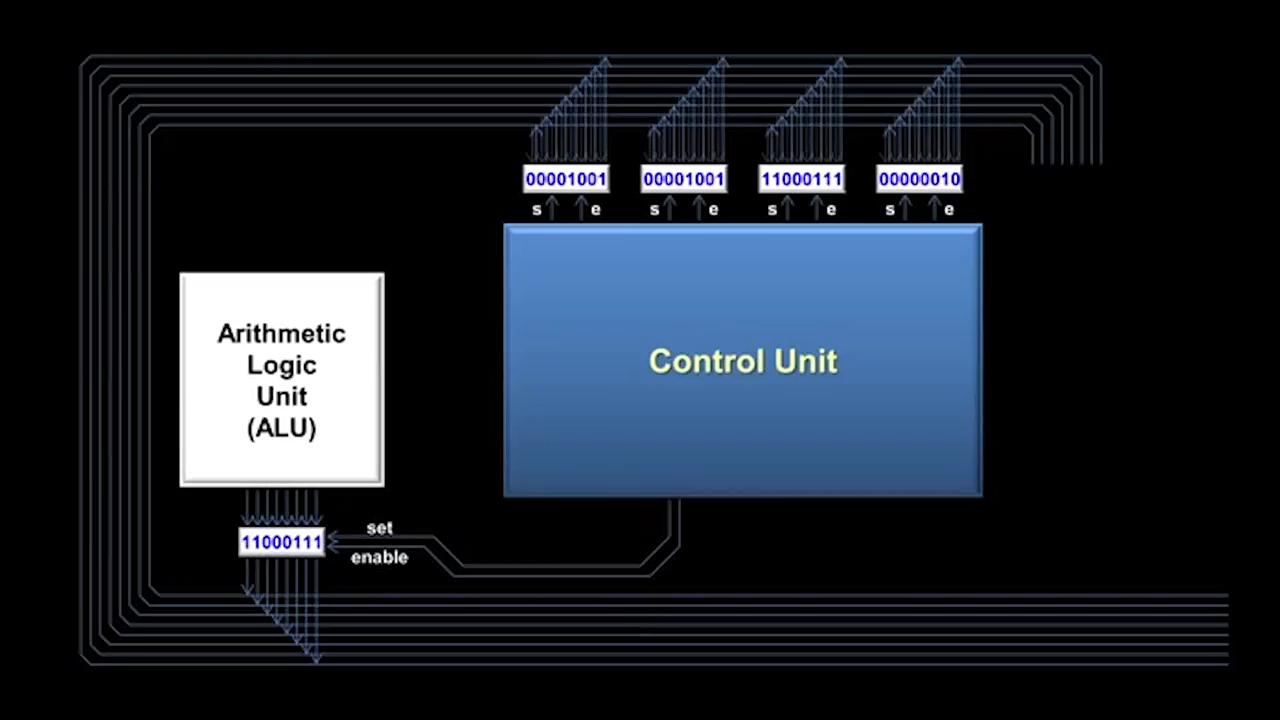 00001001 00001001 11000111 00000010
s e s e s e s e
Arithmetic
Logic
Unit
(ALU)
Control Unit
11000111
set
enable